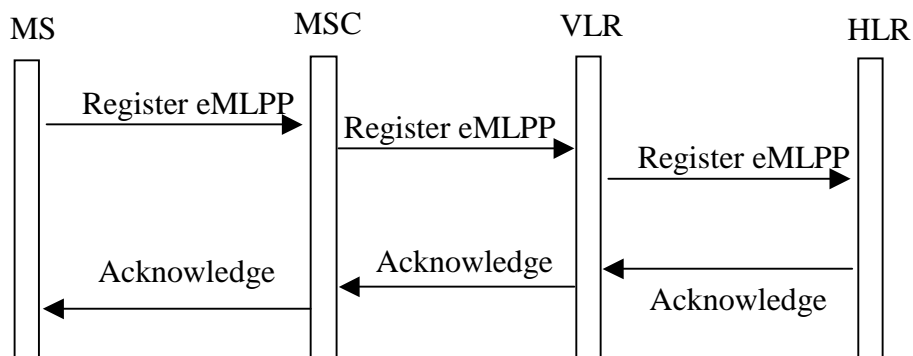 MS
MSC
VLR
HLR
Register eMLPP
Register eMLPP
Register eMLPP
Acknowledge
Acknowledge
Acknowledge